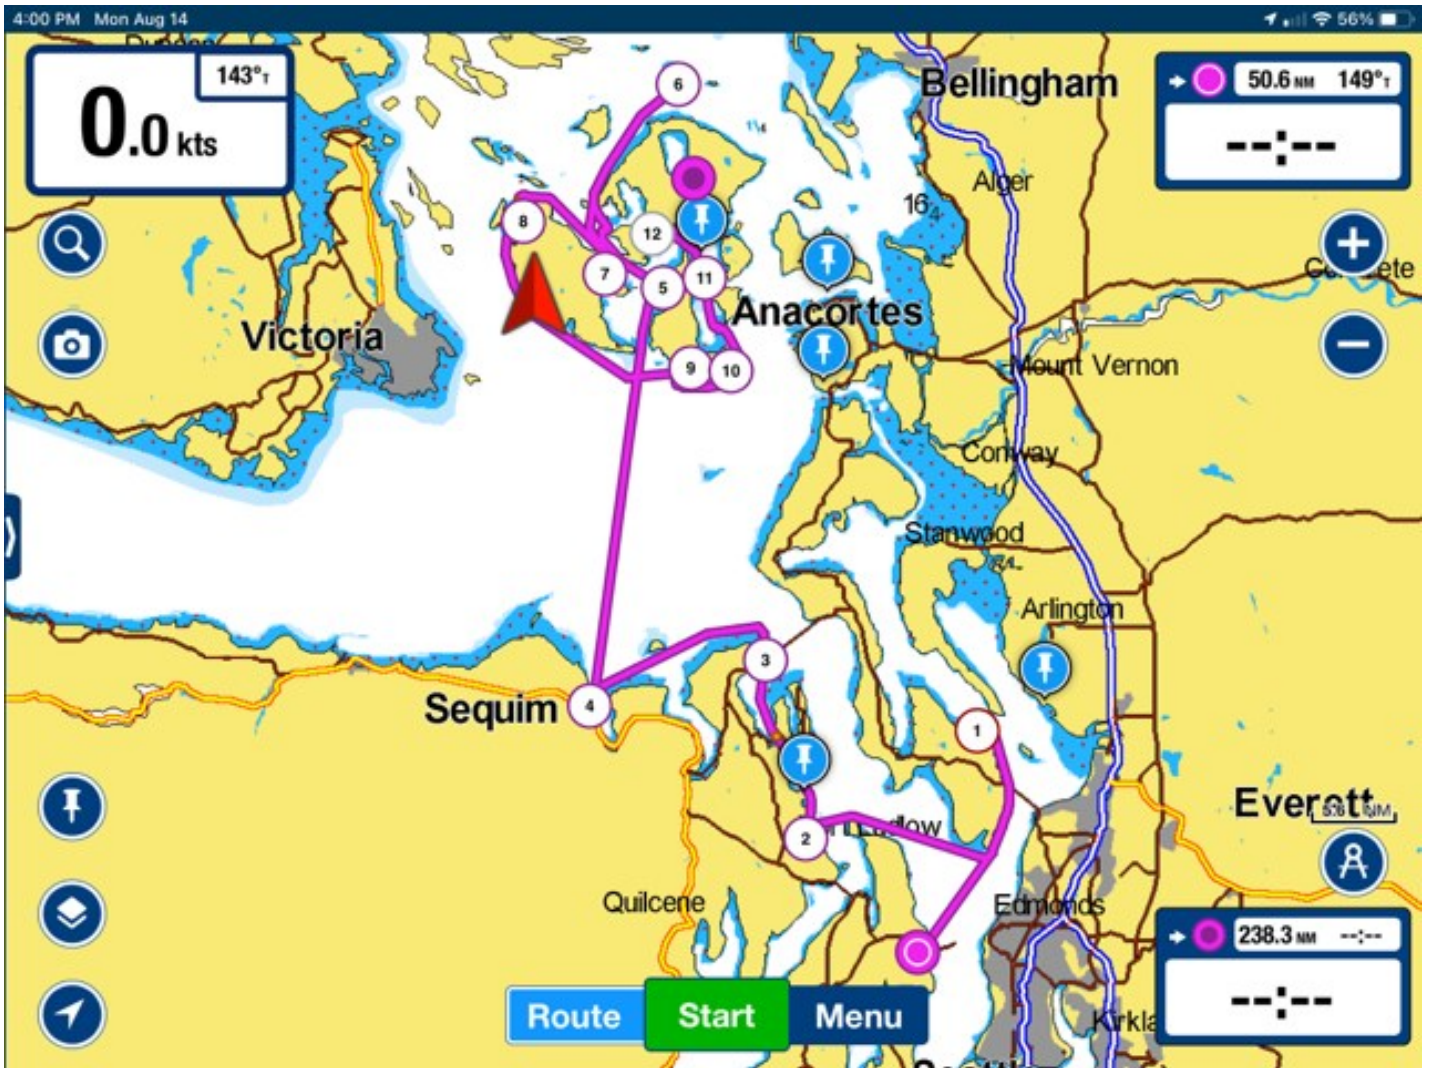 4:00 PM Mon Aug 14
56%
143°T
0.0 kts
50.6 NM 149°T
--:--
Bellingham
6
Alger
16
8
12
7
5
11
Anacortes
Victoria
Mount Vernon
9
10
Conway
Stanwood
Arlington
3
Sequim
4
1
Everett
NM
2
Quilcene
Edmonds
238.3 NM --:--
--:--
Route
Start
Menu